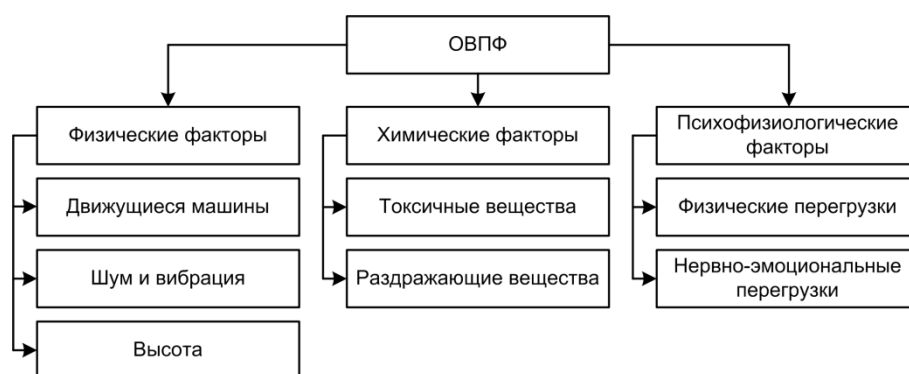 ОВПФ
Физические факторы
Движущиеся машины
Шум и вибрация
Высота
Химические факторы
Токсичные вещества
Раздражающие вещества
Психофизиологические
факторы
Физические перегрузки
Нервно-эмоциональные
перегрузки